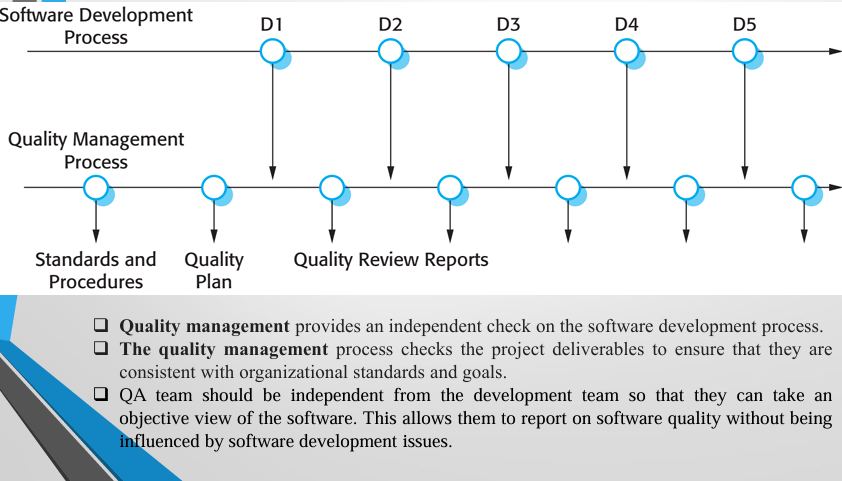 Software Development
Process
D1
D2
D3
D4
D5
Quality Management
Process
Standards and
Procedures
Quality
Plan
Quality Review Reports
❑ Quality management provides an independent check on the software development process.
❑ The quality management process checks the project deliverables to ensure that they are
consistent with organizational standards and goals.
❑ QA team should be independent from the development team so that they can take an
objective view of the software. This allows them to report on software quality without being
influenced by software development issues.